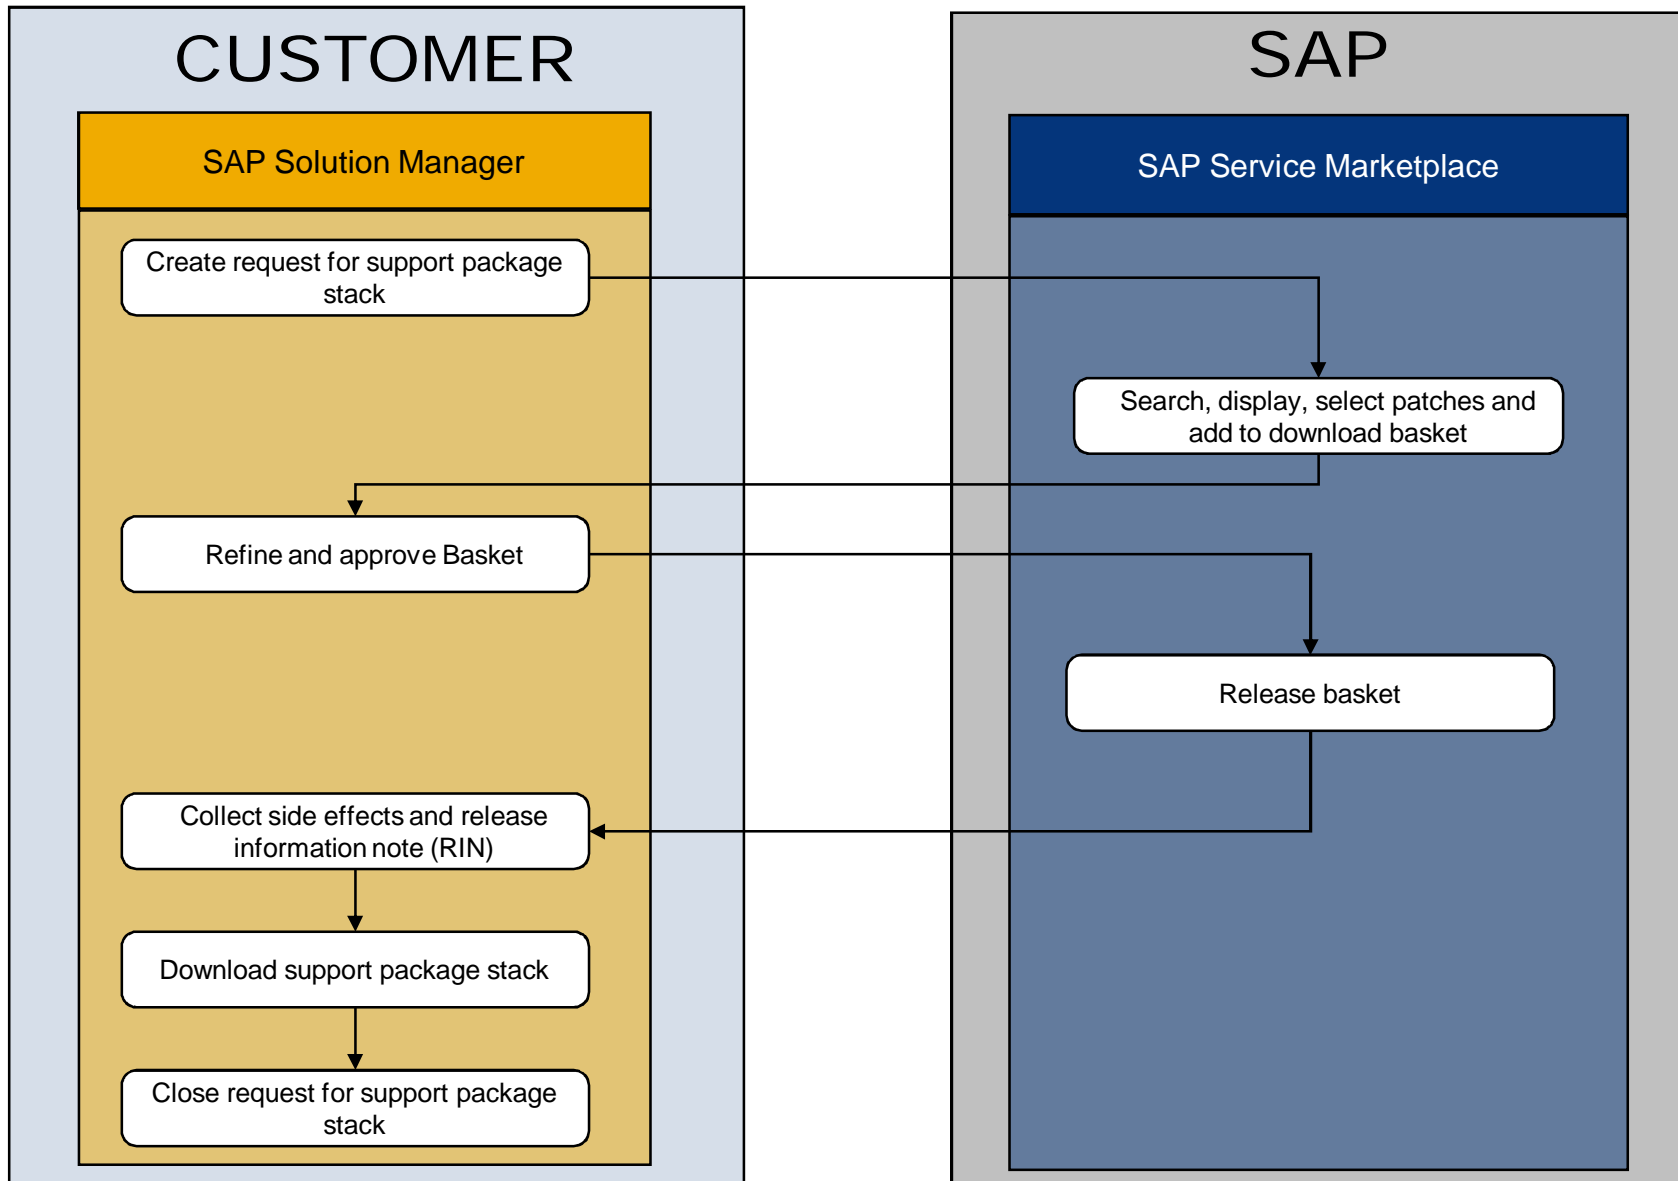 CUSTOMER
SAP Solution Manager
Create request for support package
stack
Refine and approve Basket
Collect side effects and release
information note (RIN)
Download support package stack
Close request for support package
stack
SAP
SAP Service Marketplace
Search, display, select patches and
add to download basket
Release basket